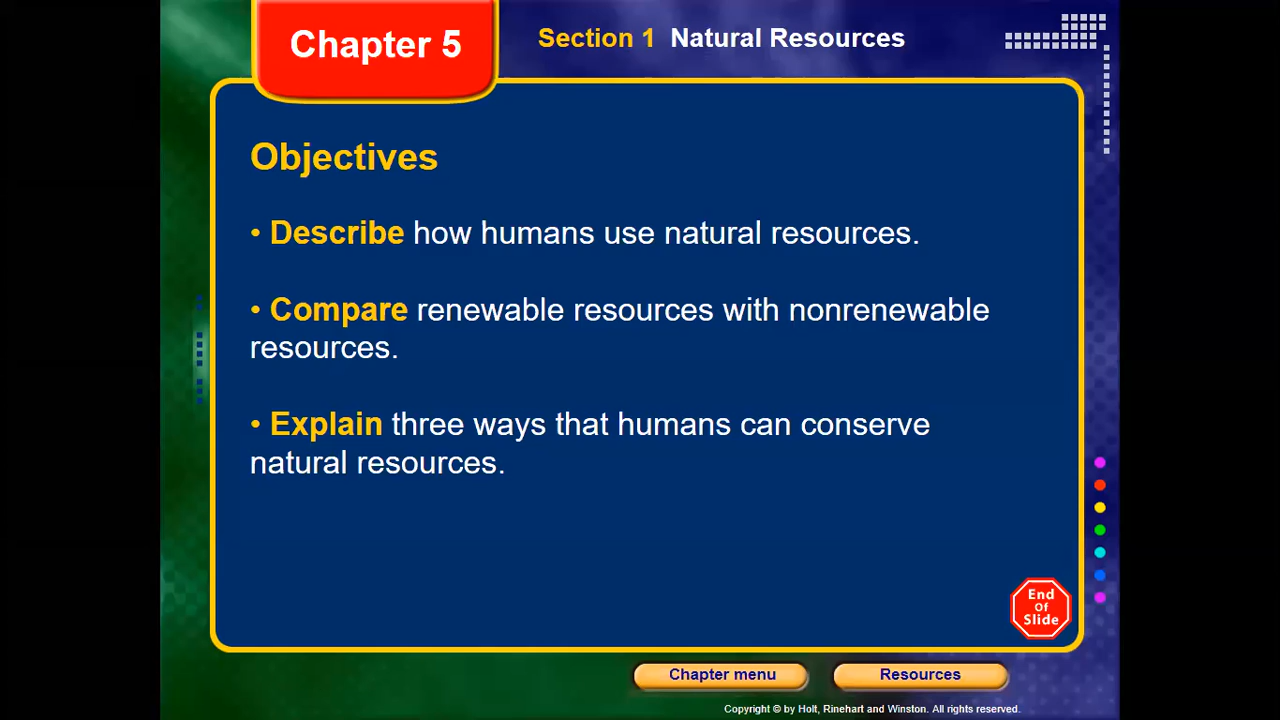 Chapter 5
Section 1 Natural Resources
Objectives
• Describe how humans use natural resources.
• Compare renewable resources with nonrenewable
resources.
• Explain three ways that humans can conserve
natural resources.
End
Of
Slide
Chapter menu
Resources
Copyright © by Holt, Rinehart and Winston. All rights reserved.